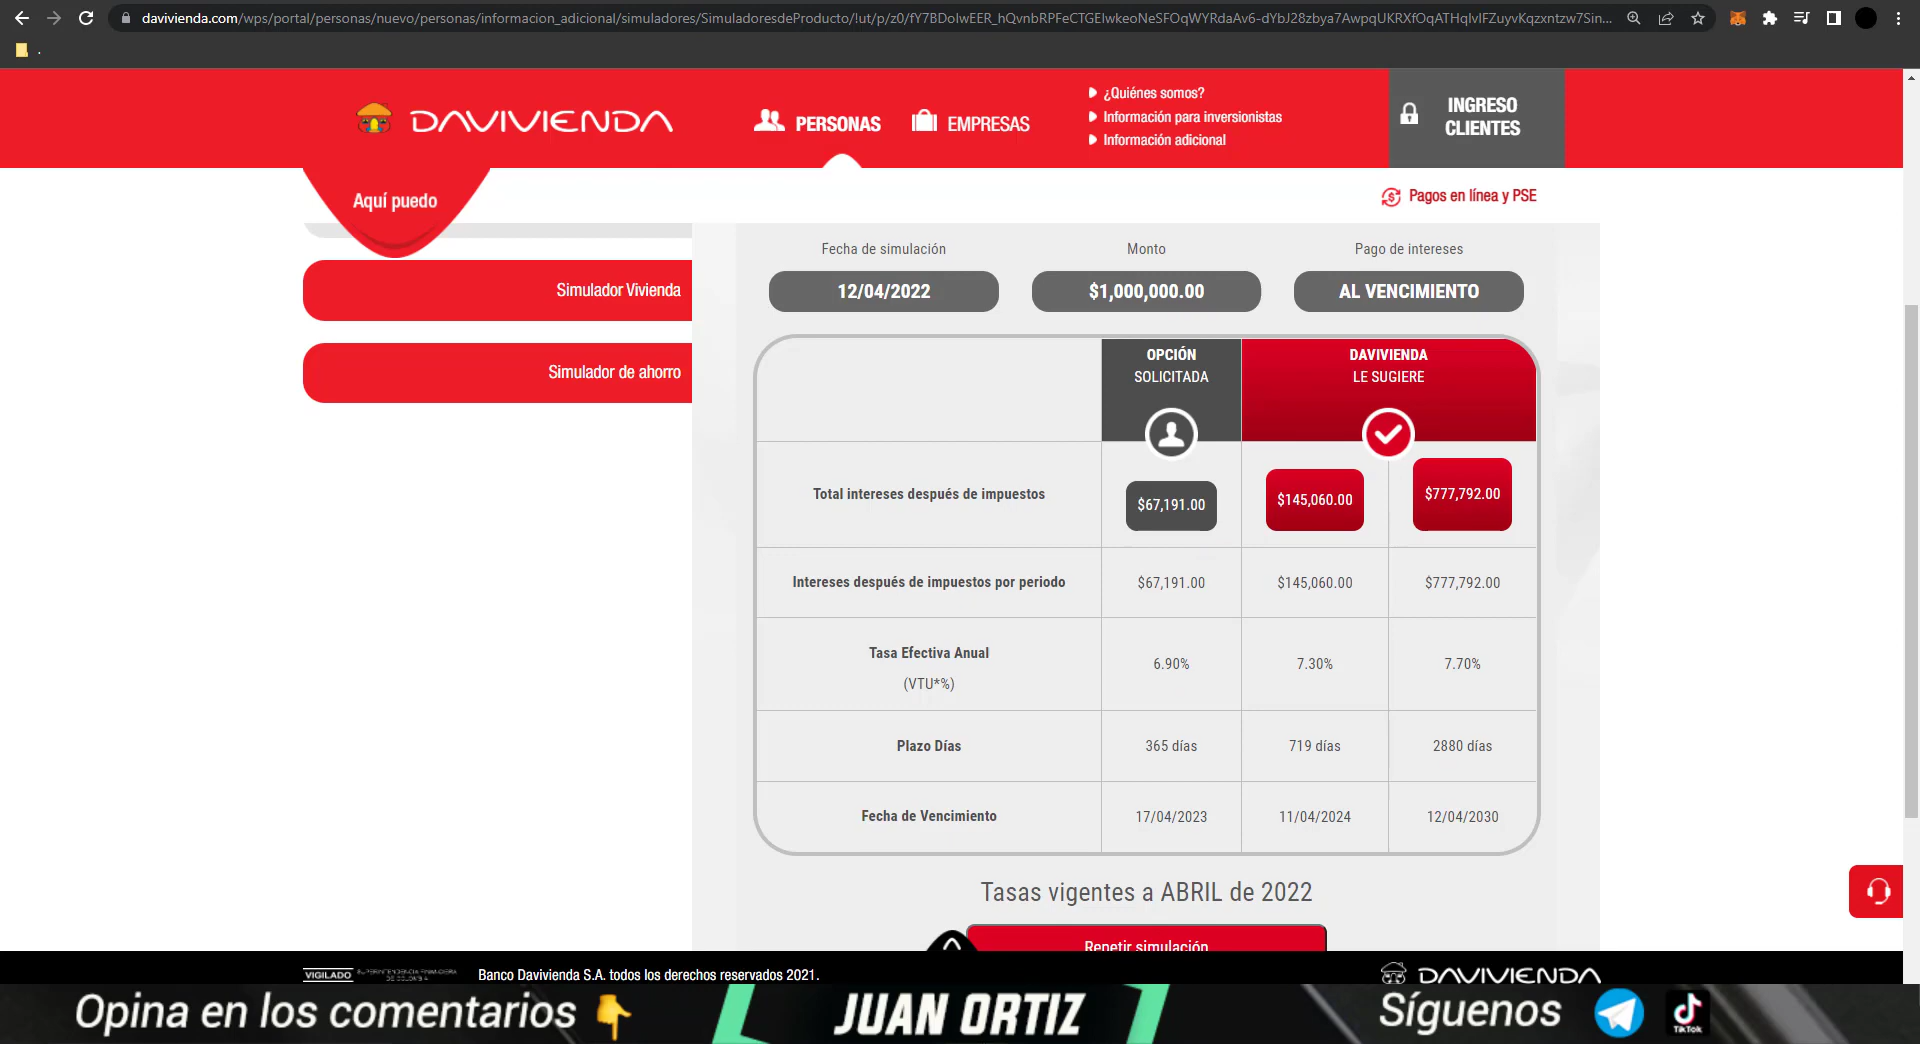 davivienda.com/wps/portal/personas/nuevo/personas/informacion_adicional/simuladores/SimuladoresdeProducto/!ut/p/z0/
.
DAVIVIENDA
PERSONAS
EMPRESAS
¿Quiénes somos?
Información para inversionistas
Información adicional
INGRESO
CLIENTES
Aquí puedo
Pagos en línea y PSE
Simulador Vivienda
Simulador de ahorro
Fecha de simulación
Monto
Pago de intereses
12/04/2022
$1,000,000.00
AL VENCIMIENTO
OPCIÓN
SOLICITADA
DAVIVIENDA
LE SUGIERE
Total intereses después de impuestos
$67,191.00
$145,060.00
$777,792.00
Intereses después de impuestos por periodo
$67,191.00
$145,060.00
$777,792.00
Tasa Efectiva Anual
(VTU*%)
6.90%
7.30%
7.70%
Plazo Días
365 días
719 días
2880 días
Fecha de Vencimiento
17/04/2023
11/04/2024
12/04/2030
Tasas vigentes a ABRIL de 2022
Repetir simulación
VIGILADO SUPERINTENDENCIA FINANCIERA
DE COLOMBIA
Banco Davivienda S.A. todos los derechos reservados 2021.
DAVIVIENDA
Opina en los comentarios
JUAN ORTIZ
Síguenos
TikTok